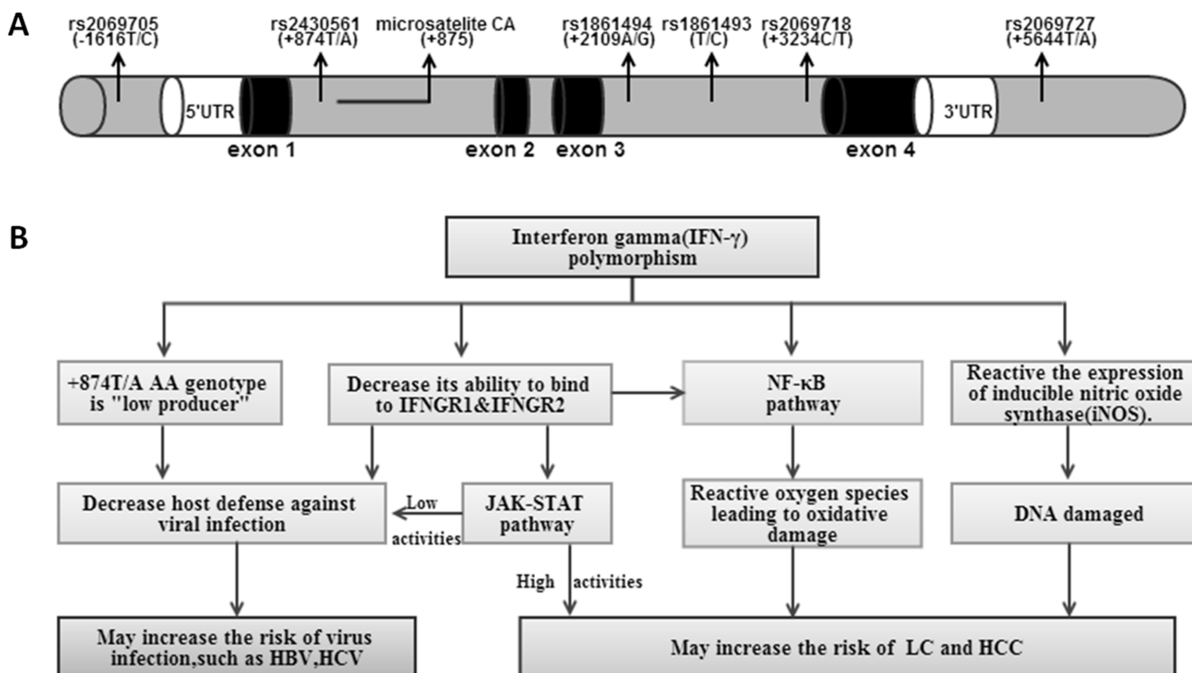 A
rs2069705
(-1616T/C)
rs2430561
(+874T/A)
microsatelite CA
(+875)
rs1861494
(+2109A/G)
rs1861493
(T/C)
rs2069718
(+3234C/T)
rs2069727
(+5644T/A)
5'UTR
3'UTR
exon 1
exon 2
exon 3
exon 4
B
Interferon gamma(IFN-γ)
polymorphism
+874T/A AA genotype
is "low producer"
Decrease its ability to bind
to IFNGR1&IFNGR2
NF-κB
pathway
Reactive the expression
of inducible nitric oxide
synthase(iNOS).
Decrease host defense against
viral infection
Low
activities
JAK-STAT
pathway
Reactive oxygen species
leading to oxidative
damage
DNA damaged
High activities
May increase the risk of virus
infection,such as HBV,HCV
May increase the risk of LC and HCC